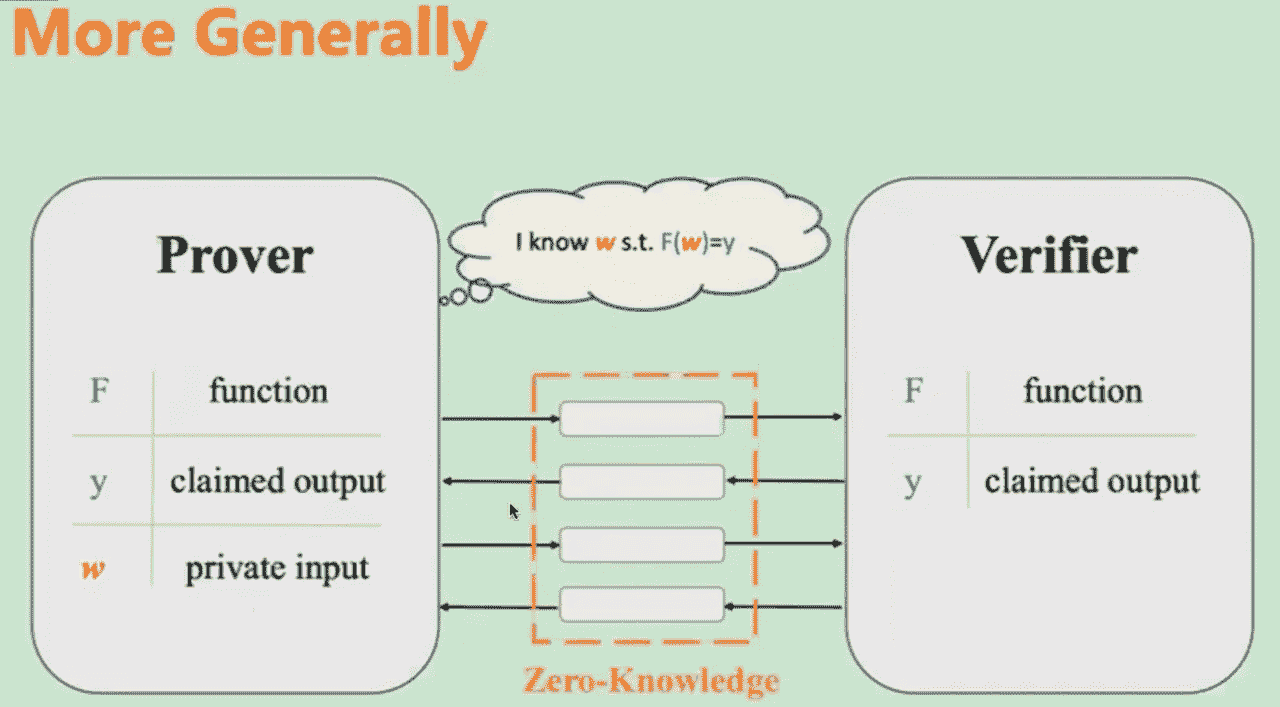 More Generally
I know w s.t. F(w)=y
Prover
F function
y claimed output
w private input
Verifier
F function
y claimed output
Zero-Knowledge